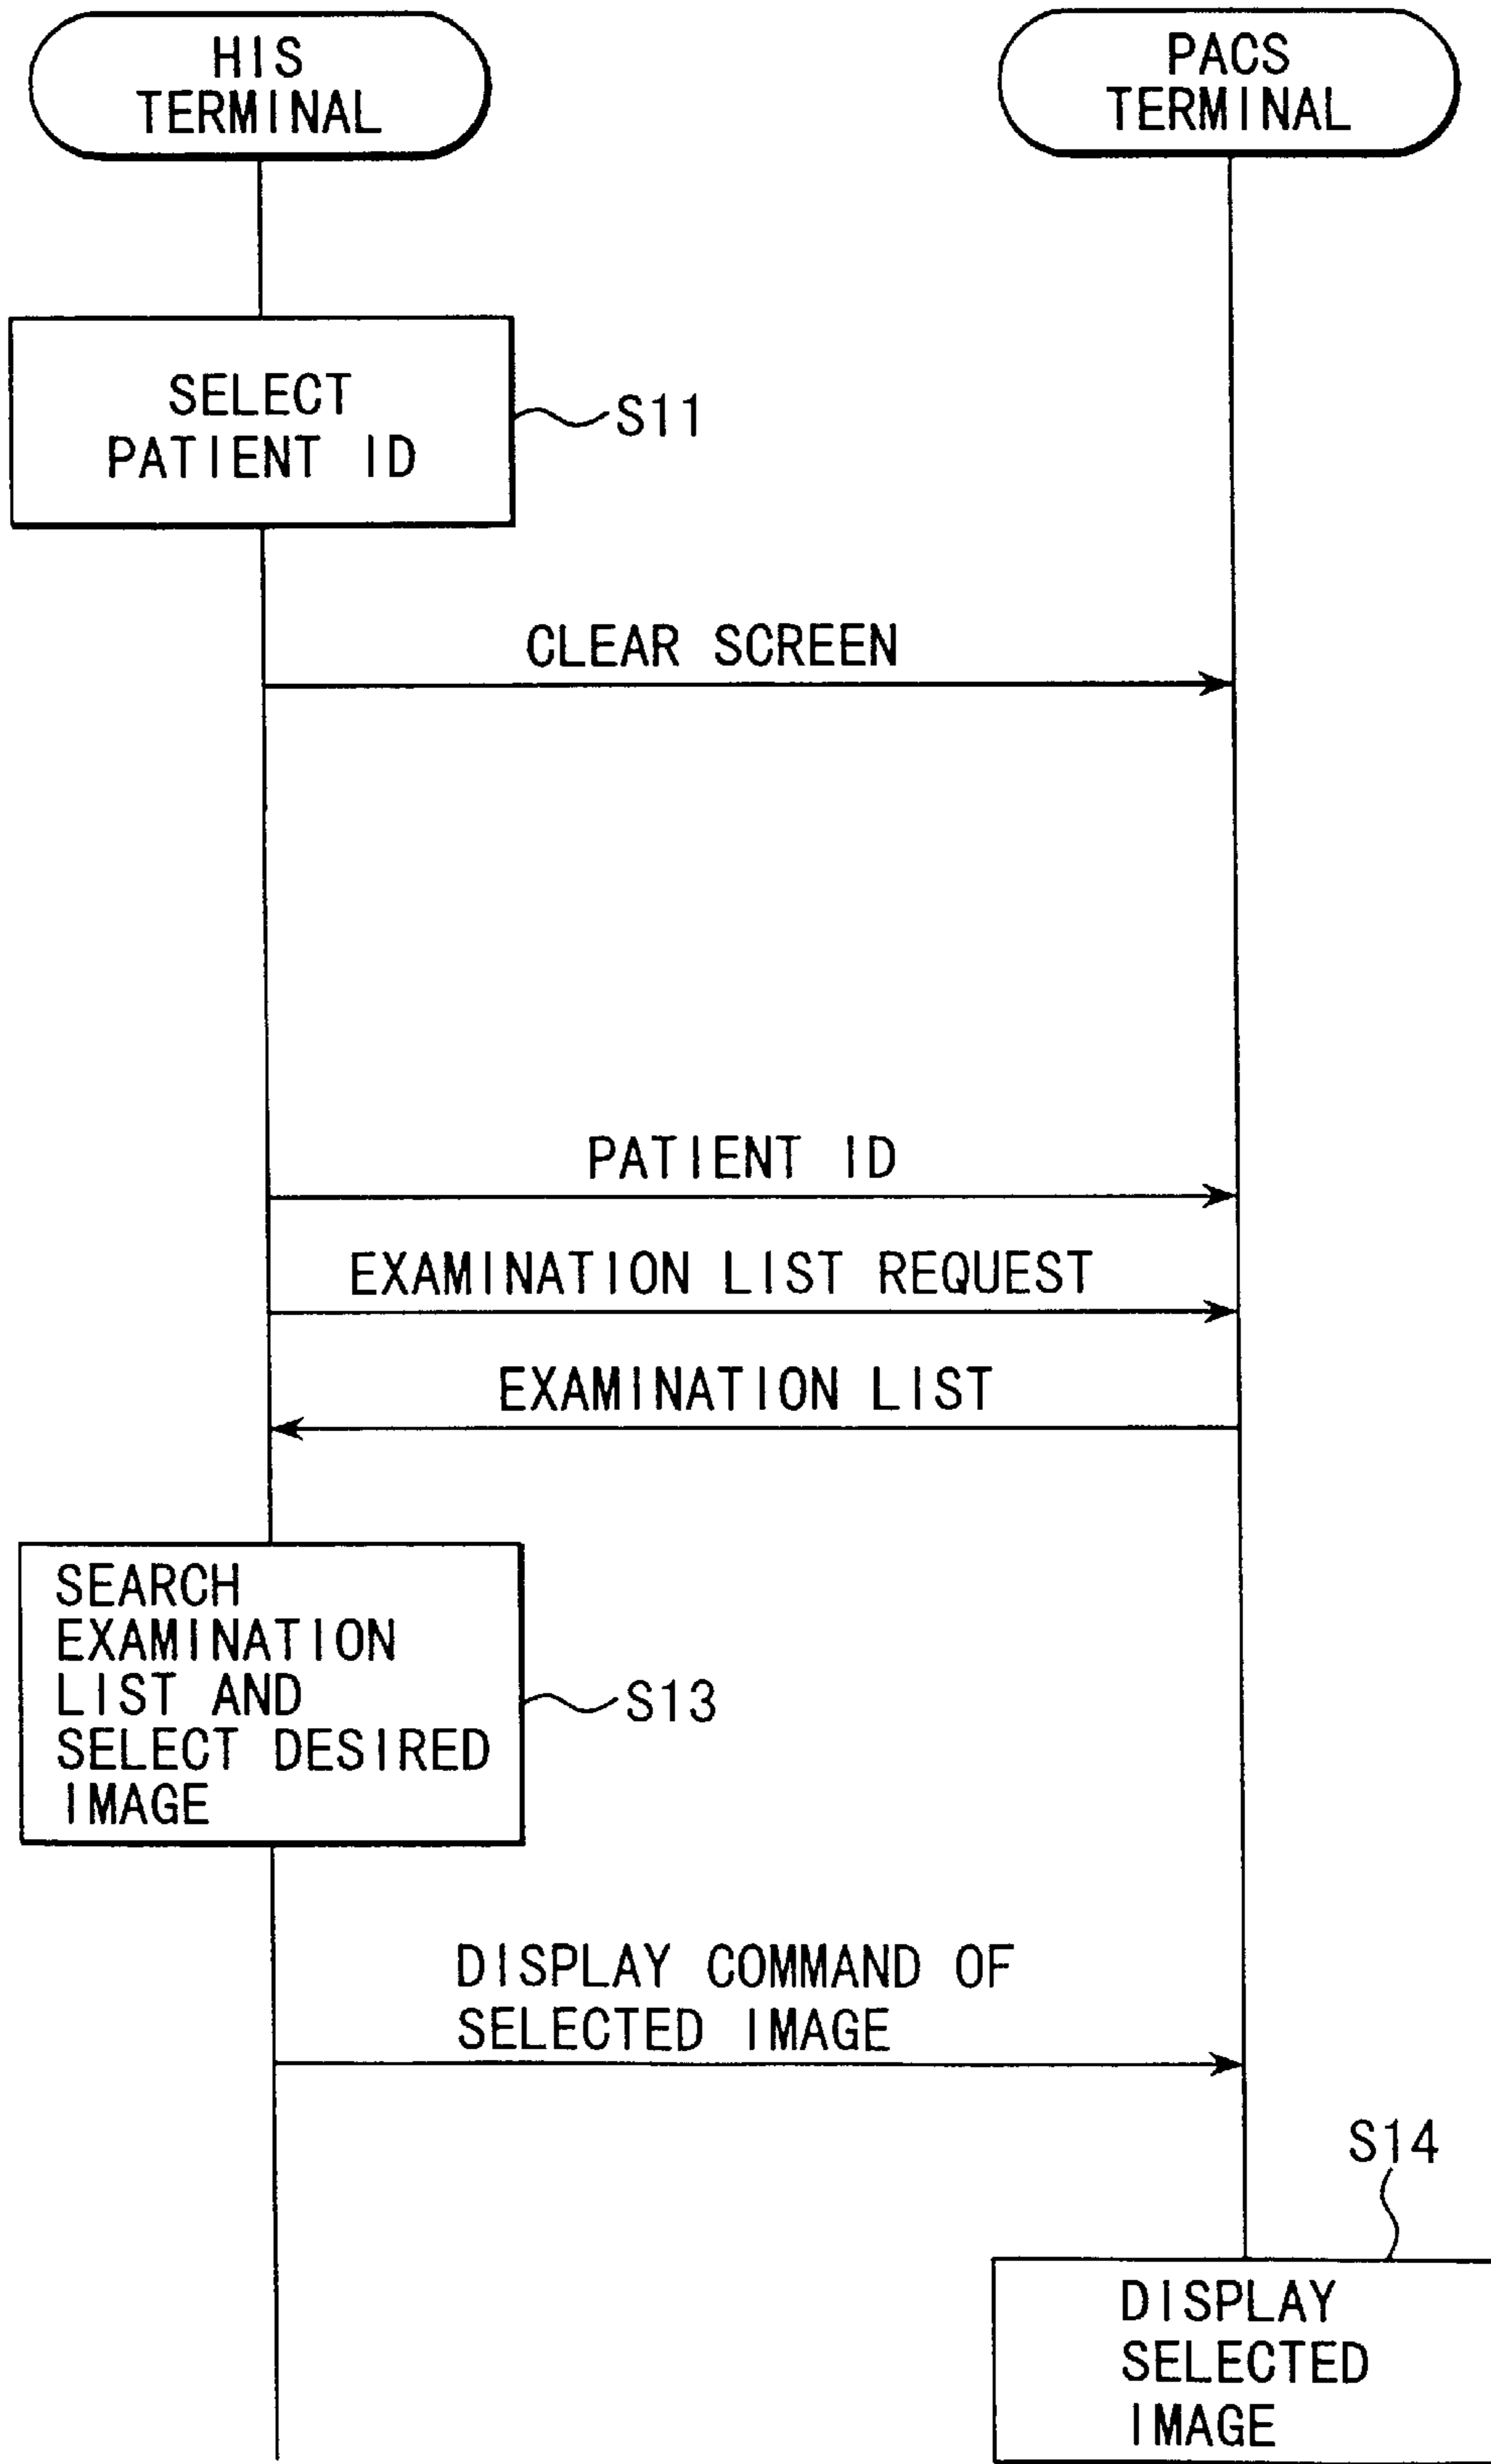 HIS
TERMINAL
PACS
TERMINAL
SELECT
PATIENT ID
S11
CLEAR SCREEN
PATIENT ID
EXAMINATION LIST REQUEST
EXAMINATION LIST
SEARCH
EXAMINATION
LIST AND
SELECT DESIRED
IMAGE
S13
DISPLAY COMMAND OF
SELECTED IMAGE
S14
DISPLAY
SELECTED
IMAGE